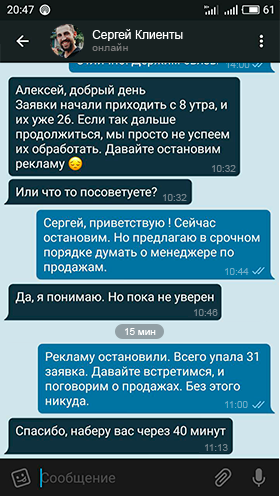 20:47
61
Сергей Клиенты
онлайн
14:00
Алексей, добрый день
Заявки начали приходить с 8 утра, и
их уже 26. Если так дальше
продолжиться, мы просто не успеем
их обработать. Давайте остановим
рекламу 😔
10:32
Или что то посоветуете?
10:32
Сергей, приветствую ! Сейчас
остановим. Но предлагаю в срочном
порядке думать о менеджере по
продажам.
10:44
Да, я понимаю. Но пока не уверен
10:46
15 мин
Рекламу остановили. Всего упала 31
заявка. Давайте встретимся, и
поговорим о продажах. Без этого
никуда.
11:00
Спасибо, наберу вас через 40 минут
11:13
Сообщение